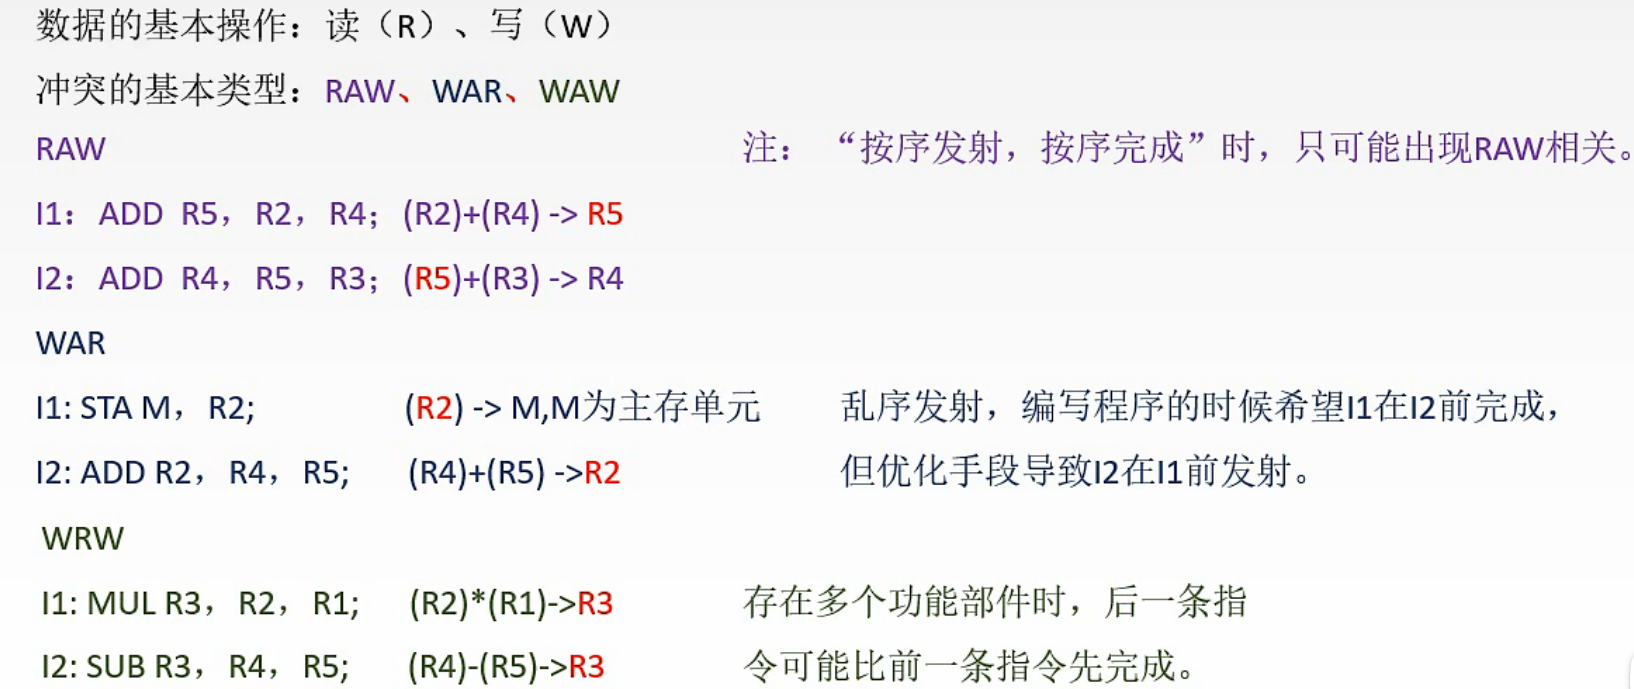 数据的基本操作：读（R）、写（W）
冲突的基本类型：RAW、WAR、WAW
RAW
注： “按序发射，按序完成”时，只可能出现RAW相关。
I1：ADD R5，R2，R4；(R2)+(R4) -> R5
I2：ADD R4，R5，R3；(R5)+(R3) -> R4
WAR
I1: STA M，R2; (R2) -> M,M为主存单元 乱序发射，编写程序的时候希望I1在I2前完成，
I2: ADD R2，R4，R5; (R4)+(R5) ->R2 但优化手段导致I2在I1前发射。
WRW
I1: MUL R3，R2，R1; (R2)*(R1)->R3 存在多个功能部件时，后一条指
I2: SUB R3，R4，R5; (R4)-(R5)->R3 令可能比前一条指令先完成。